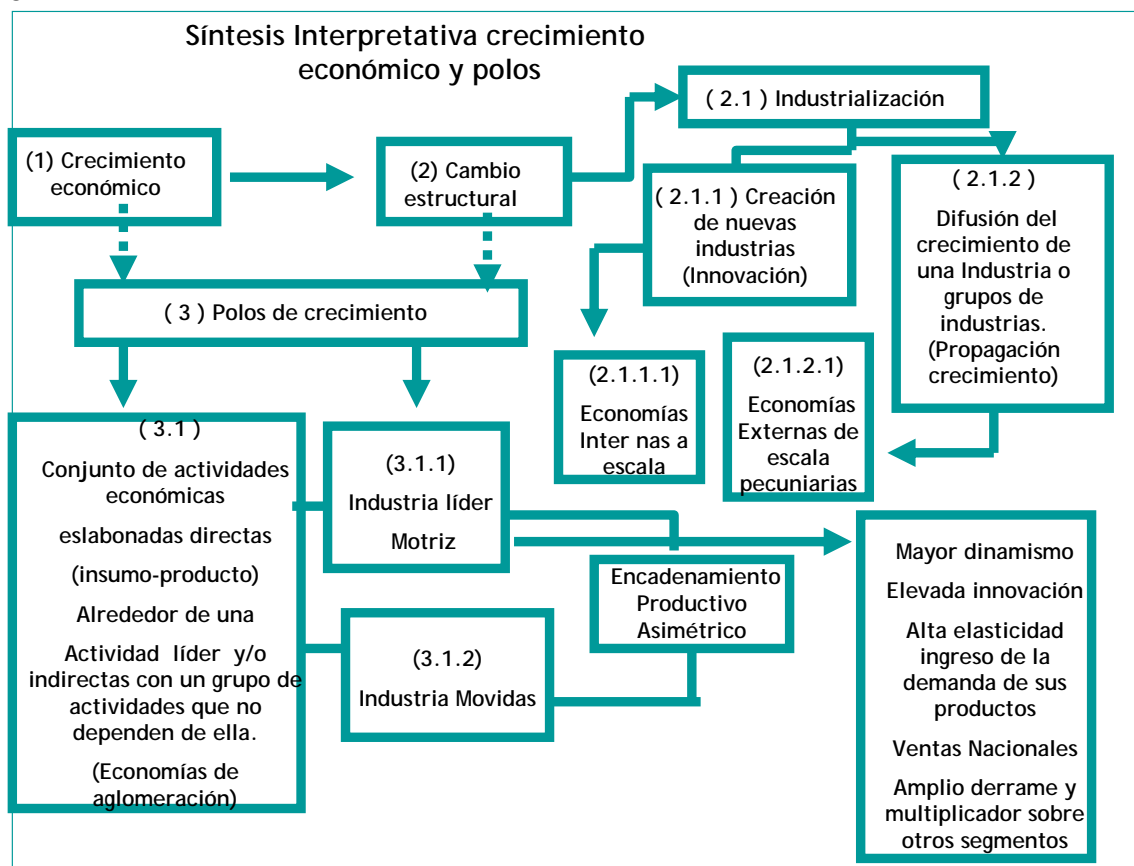 Síntesis Interpretativa crecimiento
económico y polos
( 2.1 ) Industrialización
(1) Crecimiento
económico
(2) Cambio
estructural
( 2.1.1 ) Creación
de nuevas
industrias
(Innovación)
( 2.1.2 )
Difusión del
crecimiento de
una Industria o
grupos de
industrias.
(Propagación
crecimiento)
( 3 ) Polos de crecimiento
(2.1.1.1)
Economías
Inter nas a
escala
(2.1.2.1)
Economías
Externas de
escala
pecuniarias
( 3.1 )
Conjunto de actividades
económicas
eslabonadas directas
(insumo-producto)
Alrededor de una
Actividad líder y/o
indirectas con un grupo de
actividades que no
dependen de ella.
(Economías de
aglomeración)
(3.1.1)
Industria líder
Motriz
(3.1.2)
Industria Movidas
Encadenamiento
Productivo
Asimétrico
Mayor dinamismo
Elevada innovación
Alta elasticidad
ingreso de la
demanda de sus
productos
Ventas Nacionales
Amplio derrame y
multiplicador sobre
otros segmentos